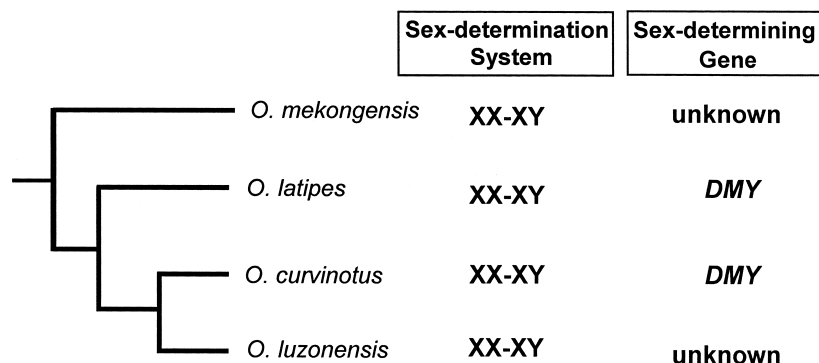 Sex-determination System
Sex-determining Gene
O. mekongensis XX-XY unknown
O. latipes XX-XY DMY
O. curvinotus XX-XY DMY
O. luzonensis XX-XY unknown